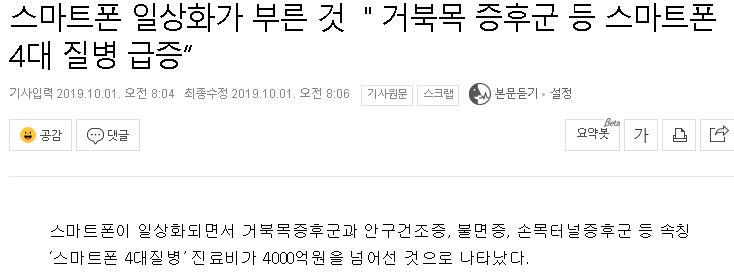 스마트폰 일상화가 부른 것 " 거북목 증후군 등 스마트폰
4대 질병 급증”
기사입력 2019.10.01. 오전 8:04 최종수정 2019.10.01. 오전 8:06 기사원문 스크랩 본문듣기 · 설정
공감 댓글 요약봇 Beta 가
스마트폰이 일상화되면서 거북목증후군과 안구건조증, 불면증, 손목터널증후군 등 속칭
‘스마트폰 4대질병’ 진료비가 4000억원을 넘어선 것으로 나타났다.